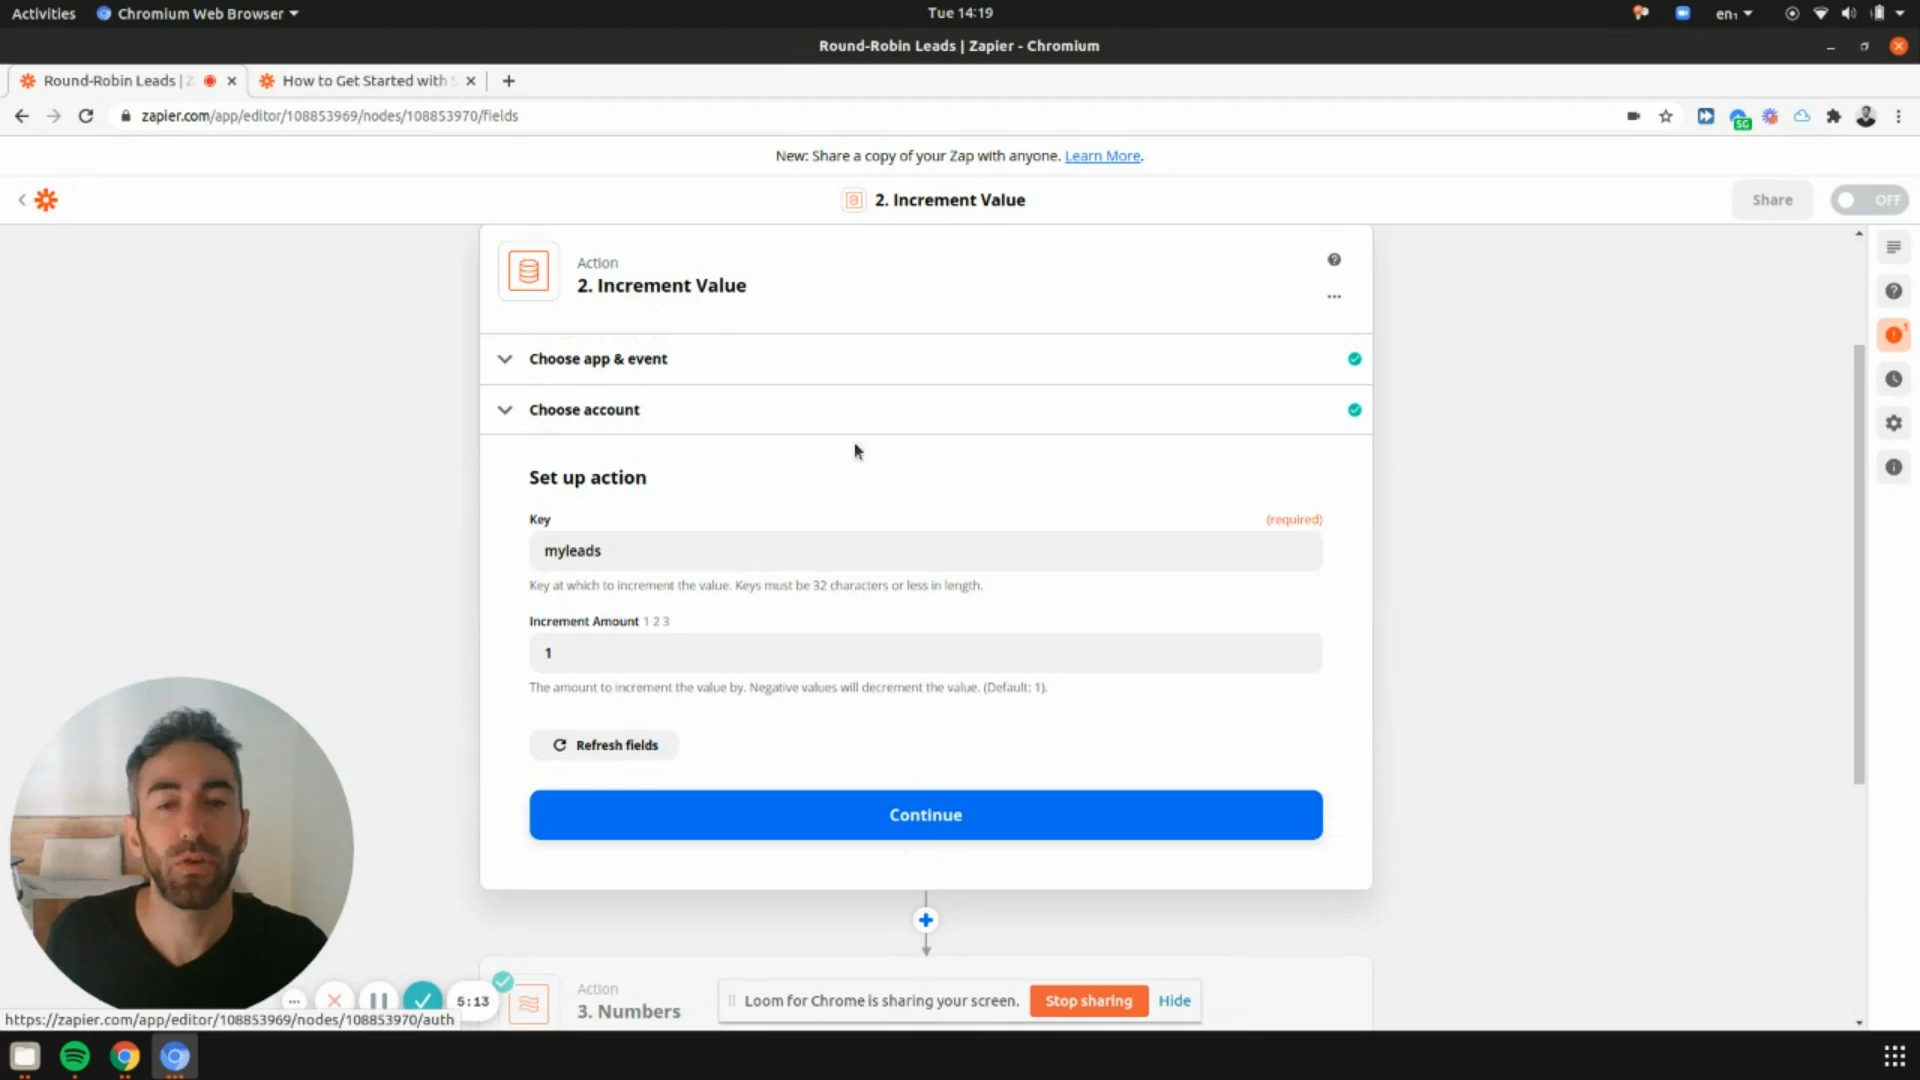 Activities
Chromium Web Browser
Tue 14:19
en₁
Round-Robin Leads | Zapier - Chromium
Round-Robin Leads | Z
How to Get Started with S
zapier.com/app/editor/108853969/nodes/108853970/fields
SG
New: Share a copy of your Zap with anyone. Learn More.
2. Increment Value
Share
OFF
Action
2. Increment Value
1
Choose app & event
Choose account
Set up action
Key
(required)
myleads
Key at which to increment the value. Keys must be 32 characters or less in length.
Increment Amount 1 2 3
1
The amount to increment the value by. Negative values will decrement the value. (Default: 1).
Refresh fields
Continue
Action
3. Numbers
5:13
Loom for Chrome is sharing your screen.
Stop sharing
Hide
https://zapier.com/app/editor/108853969/nodes/108853970/auth